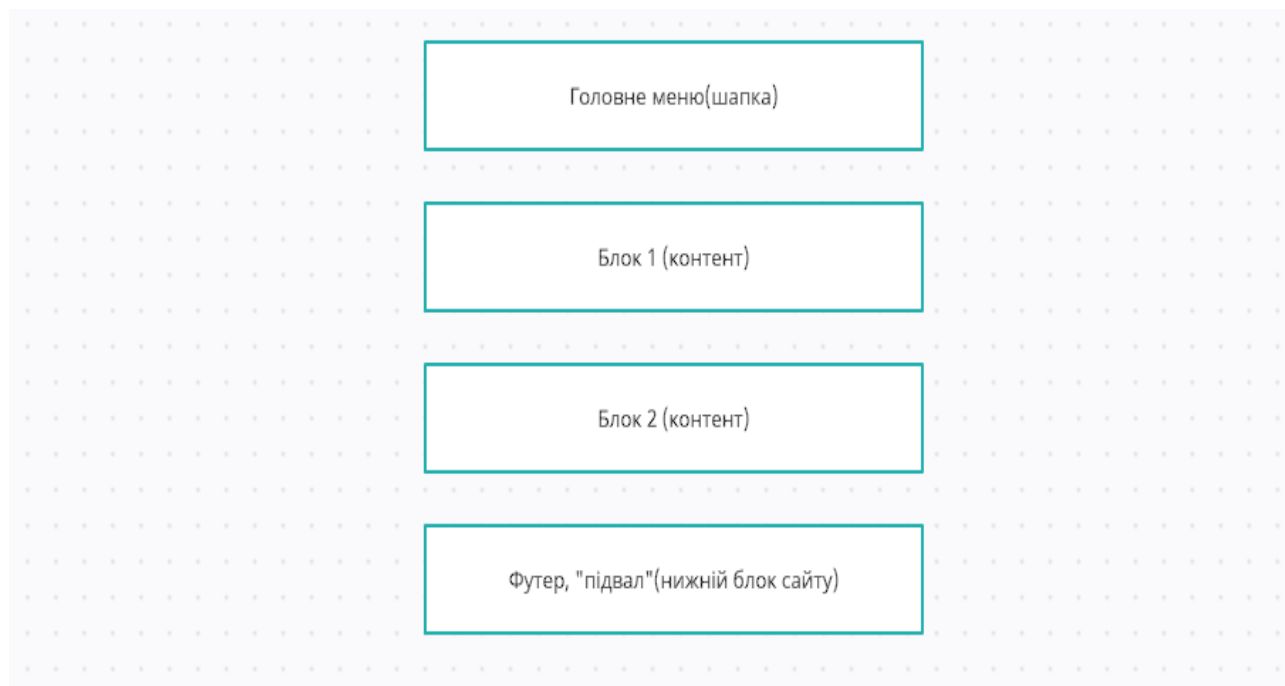 Головне меню(шапка)
Блок 1 (контент)
Блок 2 (контент)
Футер, "підвал"(нижній блок сайту)